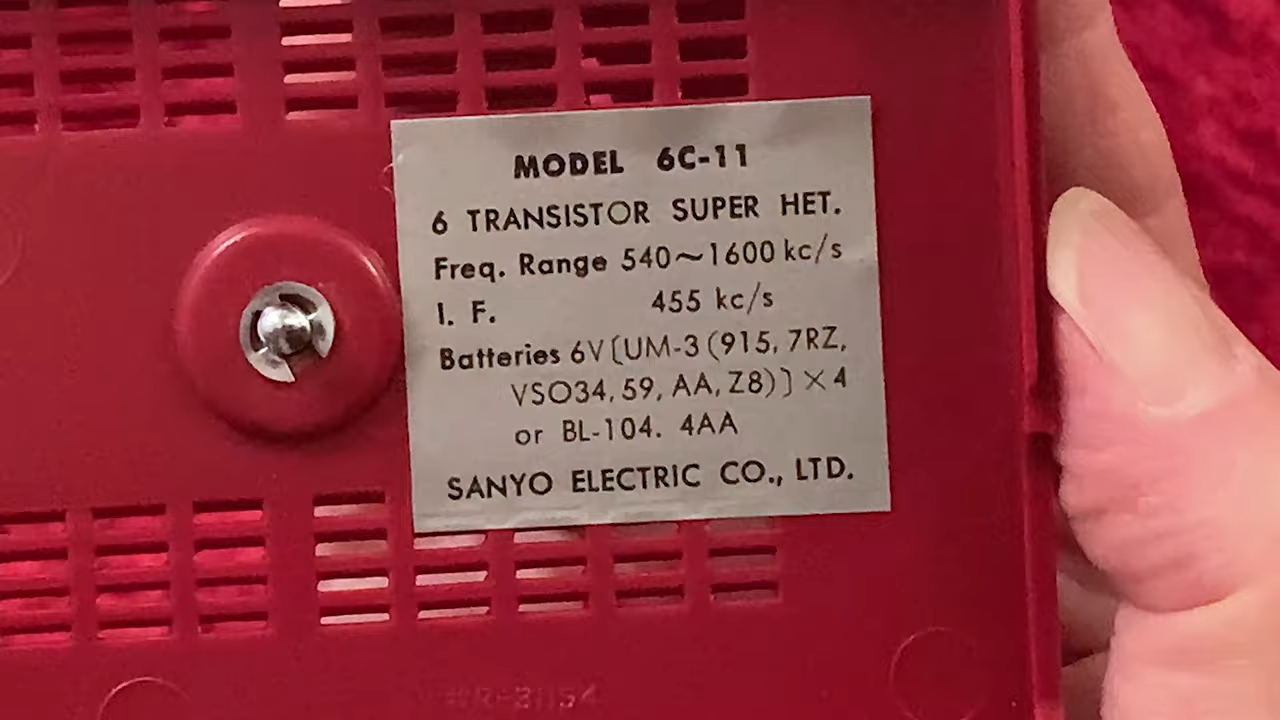 MODEL 6C-11
6 TRANSISTOR SUPER HET.
Freq. Range 540~1600 kc/s
I. F. 455 kc/s
Batteries 6V [UM-3 (915, 7RZ,
VSO34, 59, AA, Z8)] ×4
or BL-104. 4AA
SANYO ELECTRIC CO., LTD.